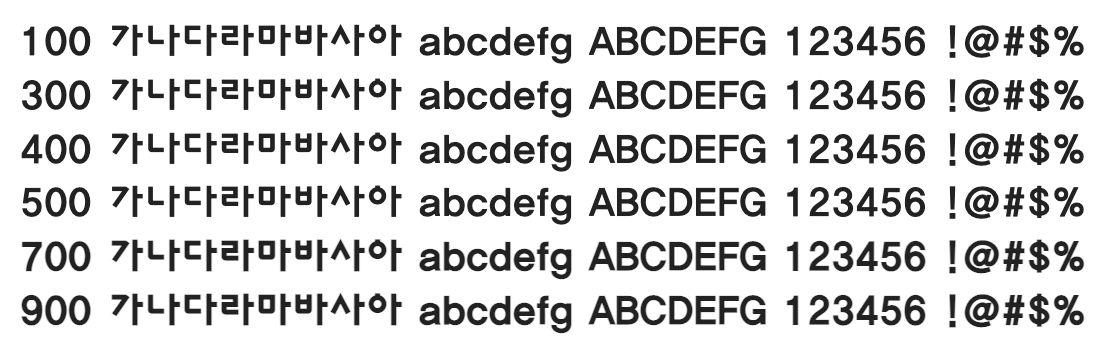 100 가나다라마바사아 abcdefg ABCDEFG 123456 !@#$%
300 가나다라마바사아 abcdefg ABCDEFG 123456 !@#$%
400 가나다라마바사아 abcdefg ABCDEFG 123456 !@#$%
500 가나다라마바사아 abcdefg ABCDEFG 123456 !@#$%
700 가나다라마바사아 abcdefg ABCDEFG 123456 !@#$%
900 가나다라마바사아 abcdefg ABCDEFG 123456 !@#$%